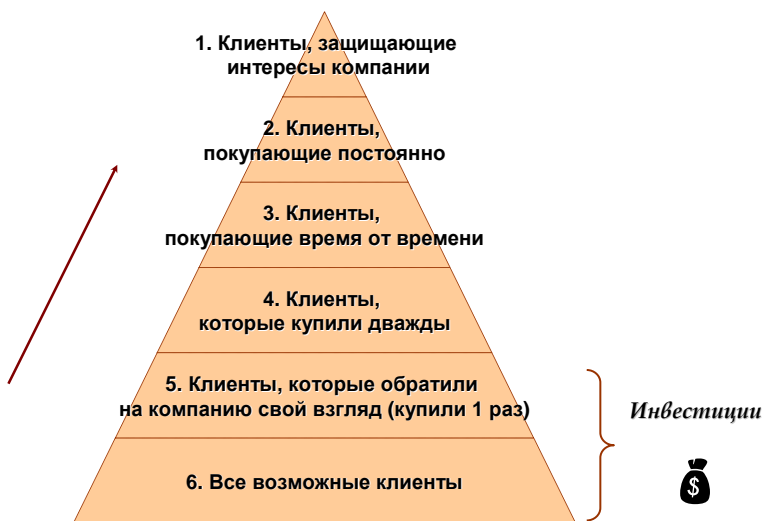 1. Клиенты, защищающие
интересы компании
2. Клиенты,
покупающие постоянно
3. Клиенты,
покупающие время от времени
4. Клиенты,
которые купили дважды
5. Клиенты, которые обратили
на компанию свой взгляд (купили 1 раз)
Инвестиции
$
6. Все возможные клиенты